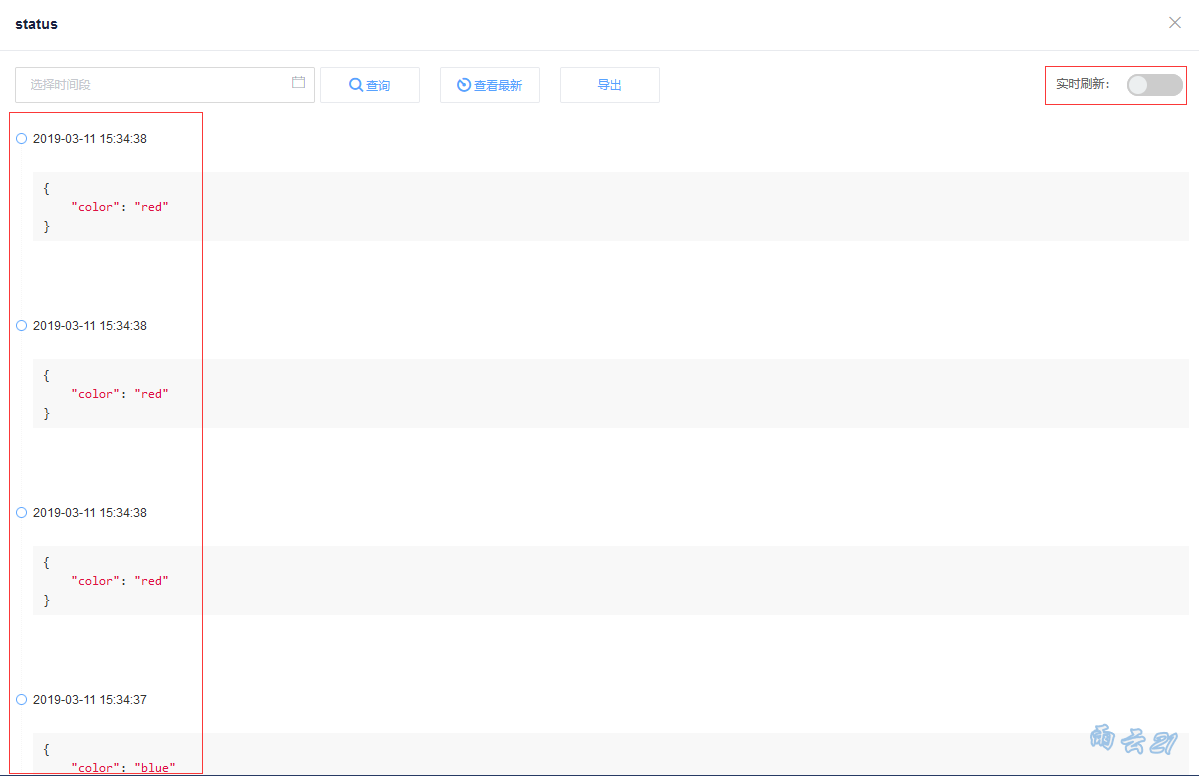 status
选择时间段 查询 查看最新 导出 实时刷新：
2019-03-11 15:34:38
{
"color": "red"
}
2019-03-11 15:34:38
{
"color": "red"
}
2019-03-11 15:34:38
{
"color": "red"
}
2019-03-11 15:34:37
{
"color": "blue"
雨云21